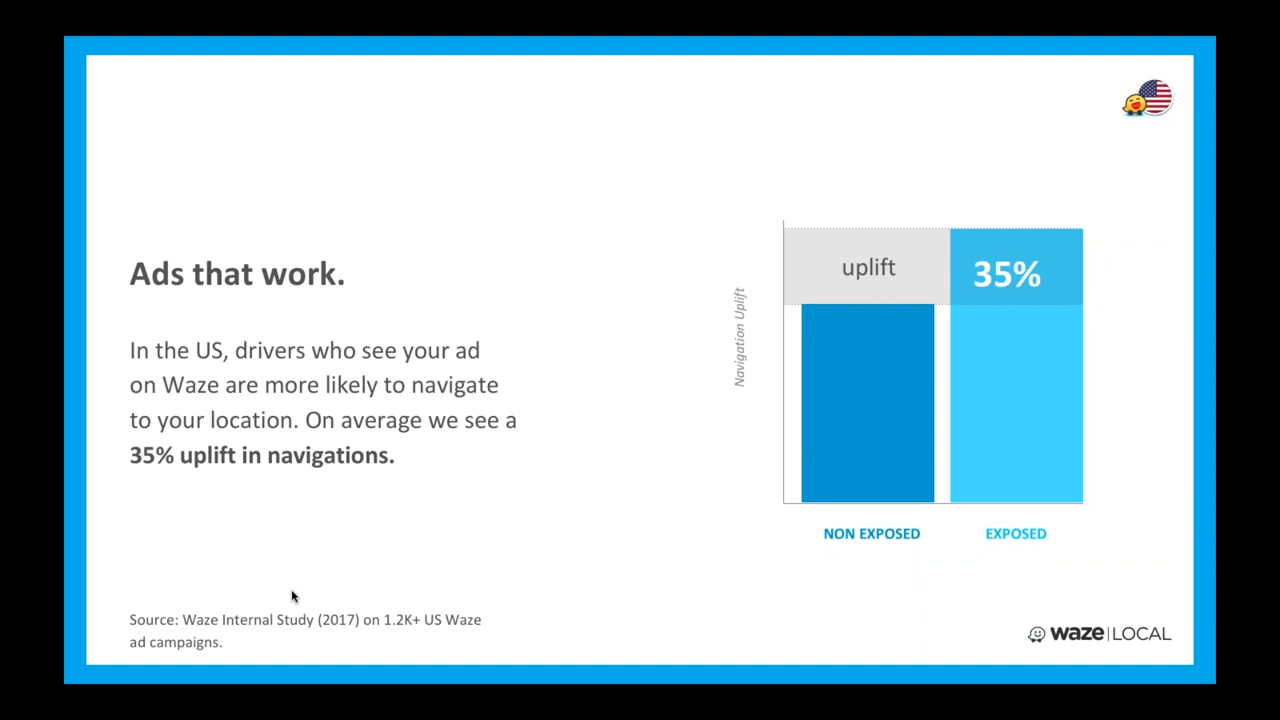 Ads that work.
In the US, drivers who see your ad
on Waze are more likely to navigate
to your location. On average we see a
35% uplift in navigations.
Source: Waze Internal Study (2017) on 1.2K+ US Waze
ad campaigns.
Navigation Uplift
uplift
35%
NON EXPOSED
EXPOSED
waze|LOCAL